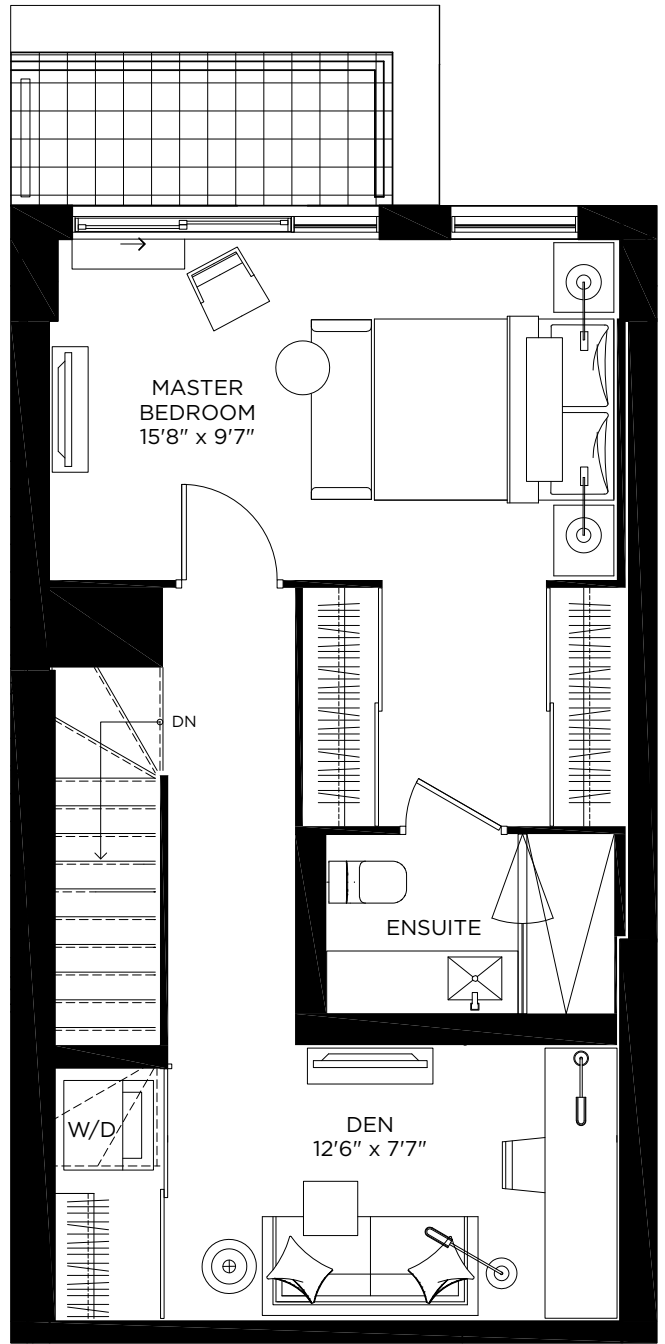 MASTER
BEDROOM
15'8" x 9'7"
DN
ENSUITE
W/D
DEN
12'6" x 7'7"